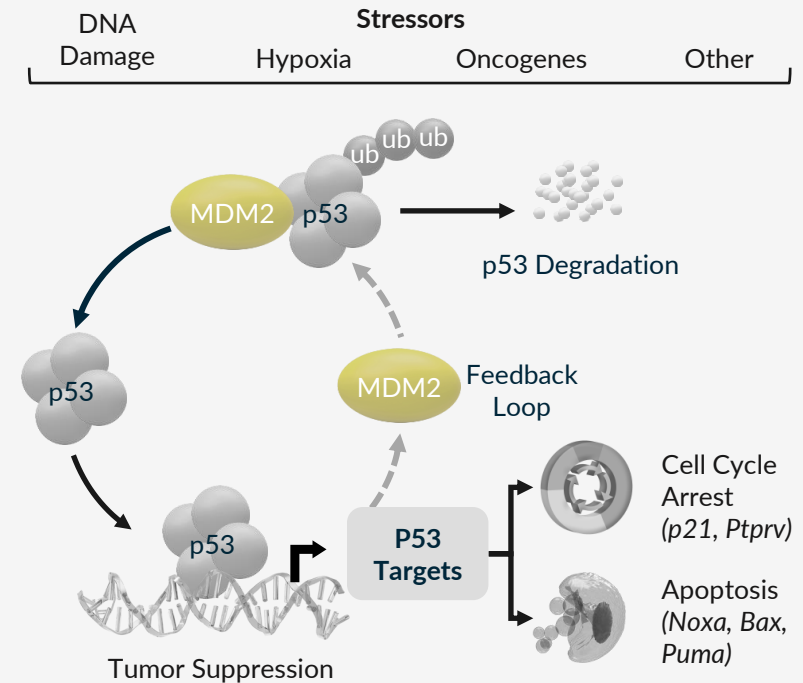 Stressors
DNA
Damage
Hypoxia
Oncogenes
Other
ub
ub
ub
MDM2
p53
p53 Degradation
p53
MDM2
Feedback
Loop
p53
P53
Targets
Cell Cycle
Arrest
(p21, Ptprv)
Apoptosis
(Noxa, Bax,
Puma)
Tumor Suppression